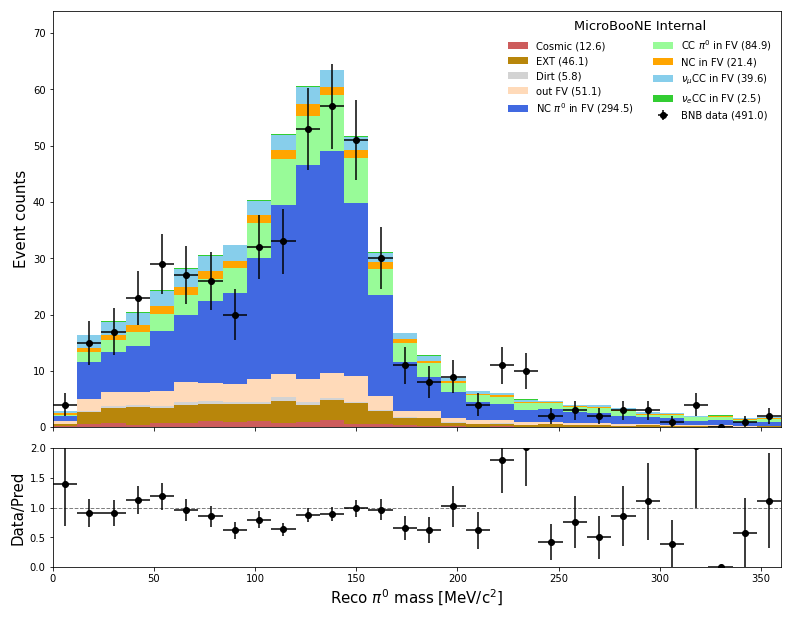 MicroBooNE Internal
Cosmic (12.6)
EXT (46.1)
Dirt (5.8)
out FV (51.1)
NC π⁰ in FV (294.5)
CC π⁰ in FV (84.9)
NC in FV (21.4)
νμCC in FV (39.6)
νeCC in FV (2.5)
BNB data (491.0)
Event counts
70
60
50
40
30
20
10
0
Data/Pred
2.0
1.5
1.0
0.5
0.0
0 50 100 150 200 250 300 350
Reco π⁰ mass [MeV/c²]